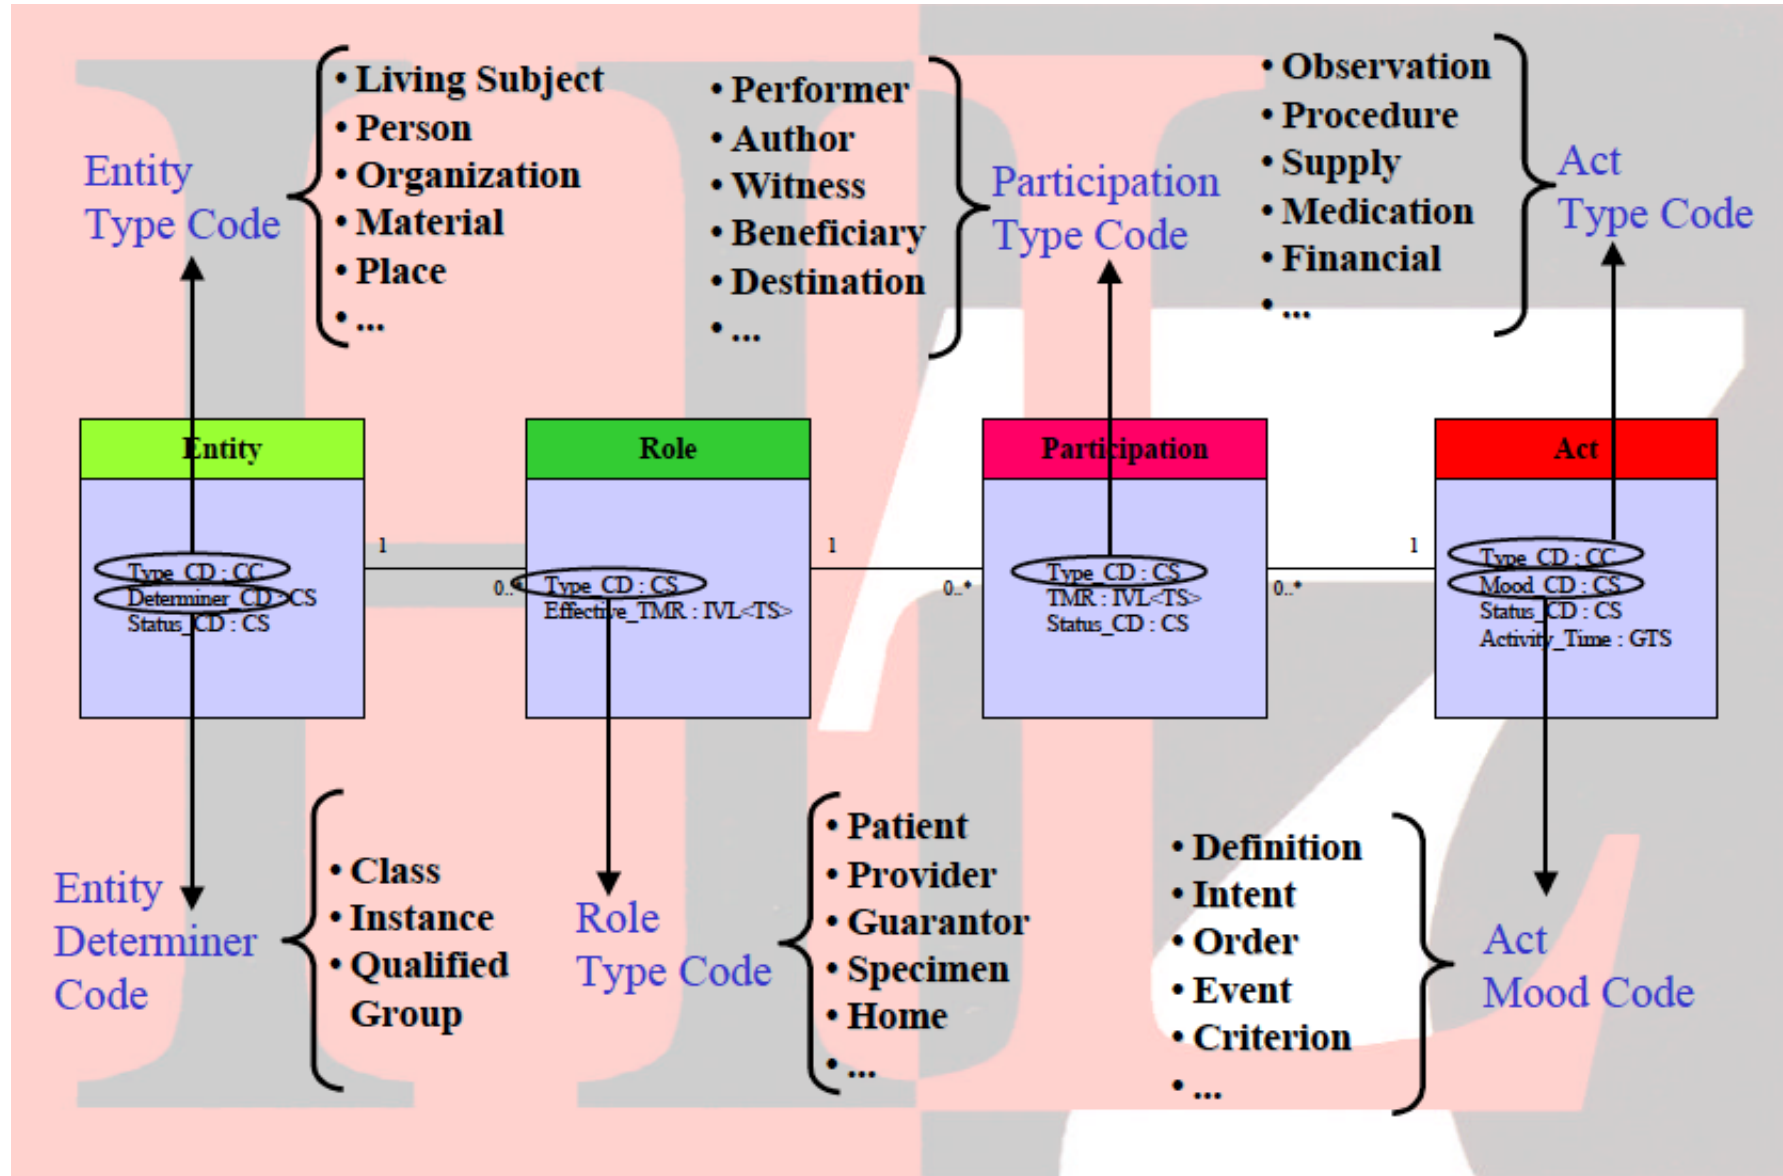 • Living Subject
• Person
• Organization
• Material
• Place
• ...
Entity
Type Code
• Performer
• Author
• Witness
• Beneficiary
• Destination
• ...
Participation
Type Code
• Observation
• Procedure
• Supply
• Medication
• Financial
• ...
Act
Type Code
Entity
Type_CD : CC
Determiner_CD : CS
Status_CD : CS
1
0..*
Role
Type_CD : CS
Effective_TMR : IVL<TS>
1
0..*
Participation
Type_CD : CS
TMR : IVL<TS>
Status_CD : CS
0..*
1
Act
Type_CD : CC
Mood_CD : CS
Status_CD : CS
Activity_Time : GTS
Entity
Determiner
Code
• Class
• Instance
• Qualified
Group
Role
Type Code
• Patient
• Provider
• Guarantor
• Specimen
• Home
• ...
• Definition
• Intent
• Order
• Event
• Criterion
• ...
Act
Mood Code